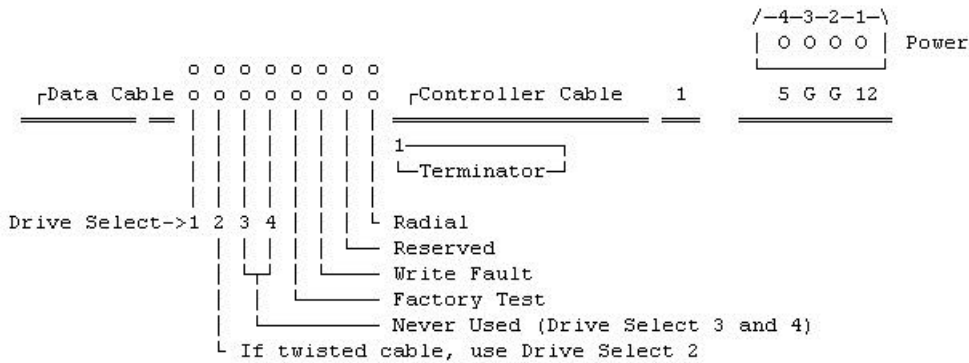 /-4-3-2-1-\
O O O O Power
o o o o o o o o
Data Cable o o o o o o o o Controller Cable 1 5 G G 12
1
Terminator
Drive Select->1 2 3 4 Radial
Reserved
Write Fault
Factory Test
Never Used (Drive Select 3 and 4)
If twisted cable, use Drive Select 2